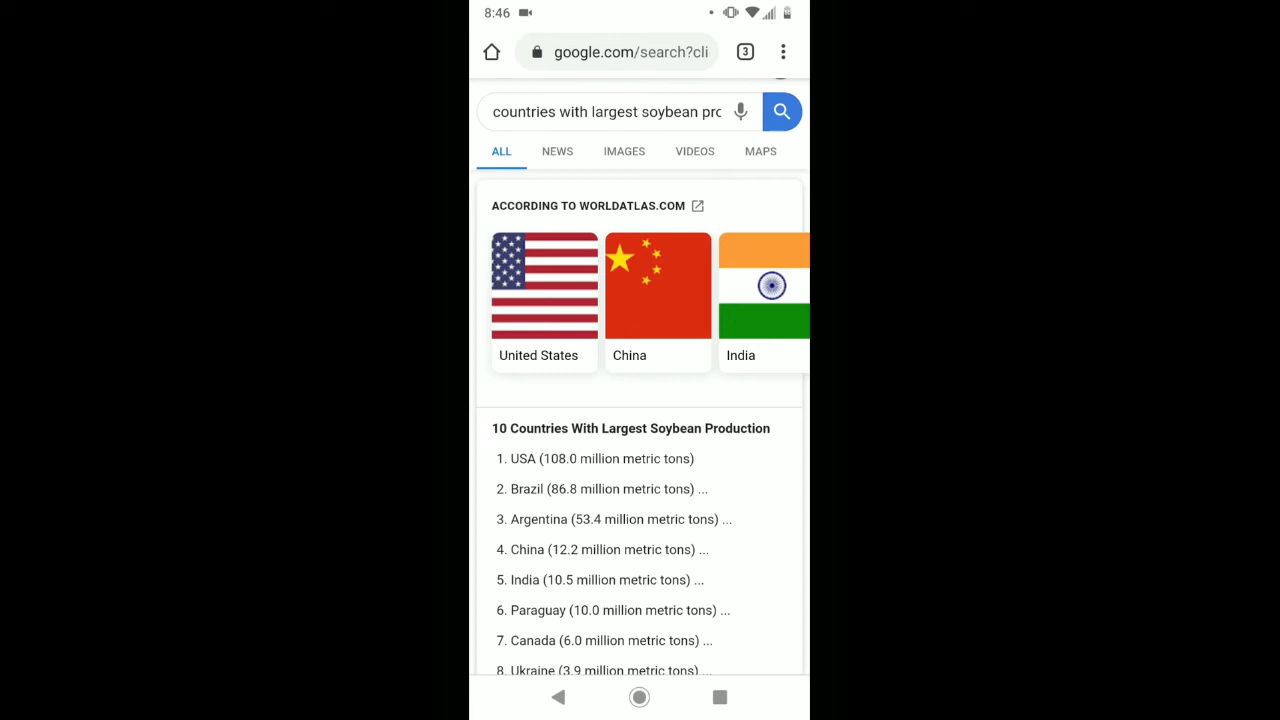 8:46
google.com/search?cli
3
countries with largest soybean prc
ALL NEWS IMAGES VIDEOS MAPS
ACCORDING TO WORLDATLAS.COM
United States China India
10 Countries With Largest Soybean Production
1. USA (108.0 million metric tons)
2. Brazil (86.8 million metric tons) ...
3. Argentina (53.4 million metric tons) ...
4. China (12.2 million metric tons) ...
5. India (10.5 million metric tons) ...
6. Paraguay (10.0 million metric tons) ...
7. Canada (6.0 million metric tons) ...
8. Ukraine (3.9 million metric tons) ...